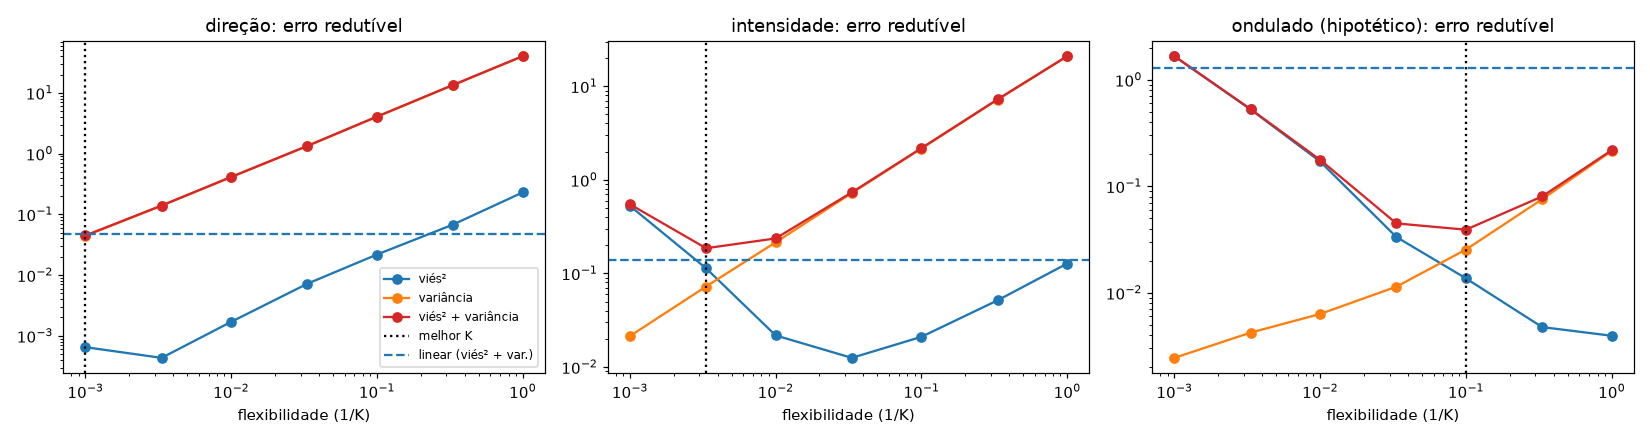 direção: erro redutível
10¹
10⁰
10⁻¹
10⁻²
10⁻³
10⁻³ 10⁻² 10⁻¹ 10⁰
flexibilidade (1/K)
viés²
variância
viés² + variância
melhor K
linear (viés² + var.)
intensidade: erro redutível
10¹
10⁰
10⁻¹
10⁻²
10⁻³ 10⁻² 10⁻¹ 10⁰
flexibilidade (1/K)
ondulado (hipotético): erro redutível
10⁰
10⁻¹
10⁻²
10⁻³ 10⁻² 10⁻¹ 10⁰
flexibilidade (1/K)